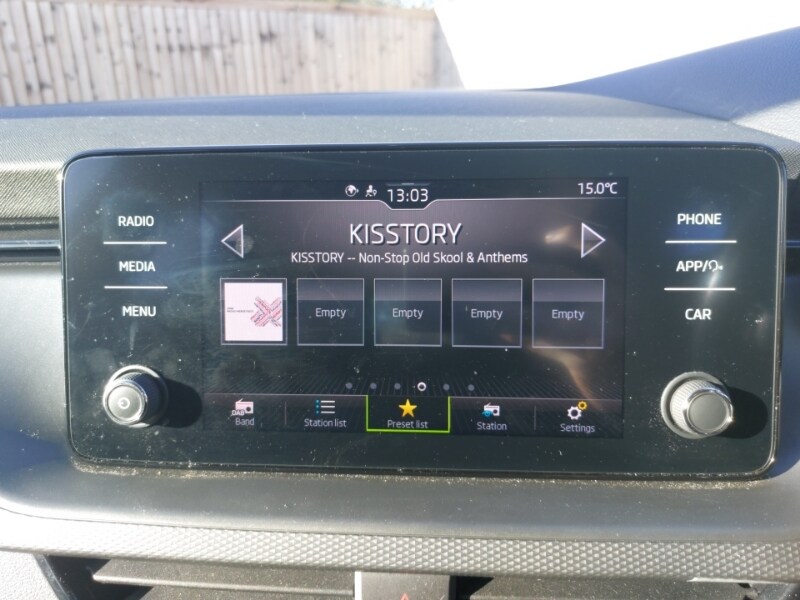 13:03
15.0°C
RADIO
MEDIA
MENU
KISSTORY
KISSTORY -- Non-Stop Old Skool & Anthems
Empty
Empty
Empty
Empty
DAB
Band
Station list
Preset list
Station
Settings
PHONE
APP/
CAR